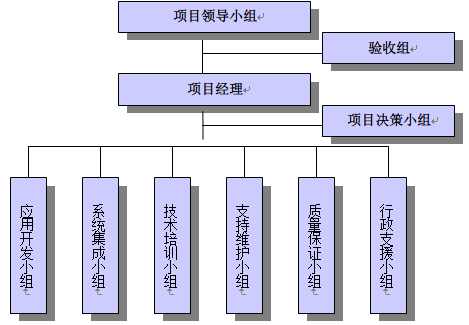 项目领导小组
验收组
项目经理
项目决策小组
应用开发小组
系统集成小组
技术培训小组
支持维护小组
质量保证小组
行政支援小组